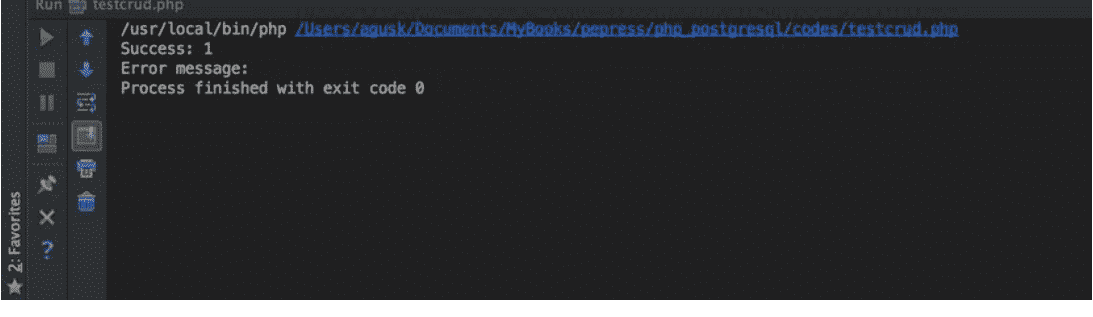 Run testcrud.php
/usr/local/bin/php /Users/agusk/Documents/MyBooks/pepress/php_postgresql/codes/testcrud.php
Success: 1
Error message:
Process finished with exit code 0
2: Favorites